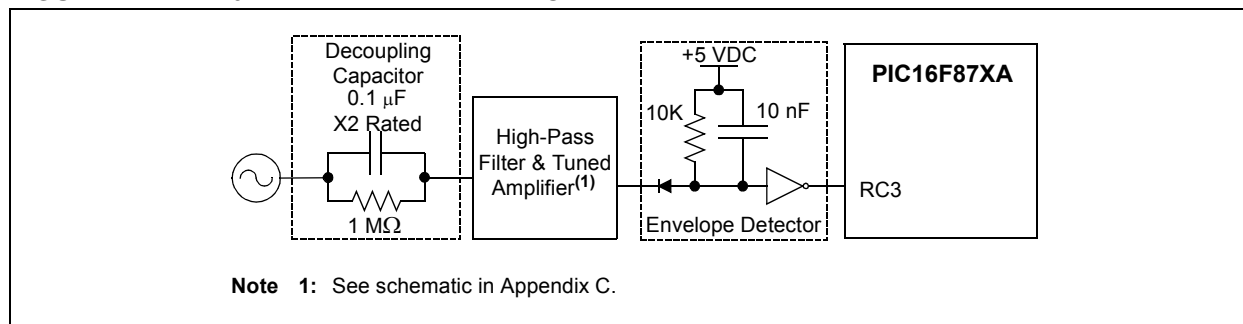 Decoupling
Capacitor
0.1 μF
X2 Rated
1 MΩ
High-Pass
Filter & Tuned
Amplifier(1)
+5 VDC
10K
10 nF
Envelope Detector
PIC16F87XA
RC3
Note 1: See schematic in Appendix C.